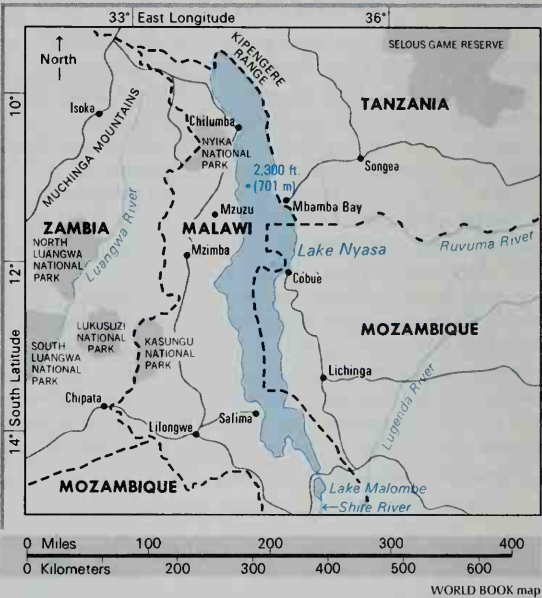 33° East Longitude 36°
↑
North
KIPENGERE
RANGE
SELOUS GAME RESERVE
10°
TANZANIA
Isoka
MUCHINGA MOUNTAINS
Chilumba
NYIKA
NATIONAL
PARK
Songea
2,300 ft.
(701 m)
Mbamba Bay
Mzuzu
ZAMBIA
MALAWI
Luangwa River
NORTH
LUANGWA
NATIONAL
PARK
Mzimba
Lake Nyasa
Ruvuma River
12°
Cóbuè
LUKUSUZI
NATIONAL
PARK
KASUNGU
NATIONAL
PARK
MOZAMBIQUE
SOUTH
LUANGWA
NATIONAL
PARK
Lichinga
Lugenda River
Chipata
14° South Latitude
Lilongwe
Salima
MOZAMBIQUE
Lake Malombe
←Shire River
0 Miles 100 200 300 400
0 Kilometers 200 300 400 500 600
WORLD BOOK map